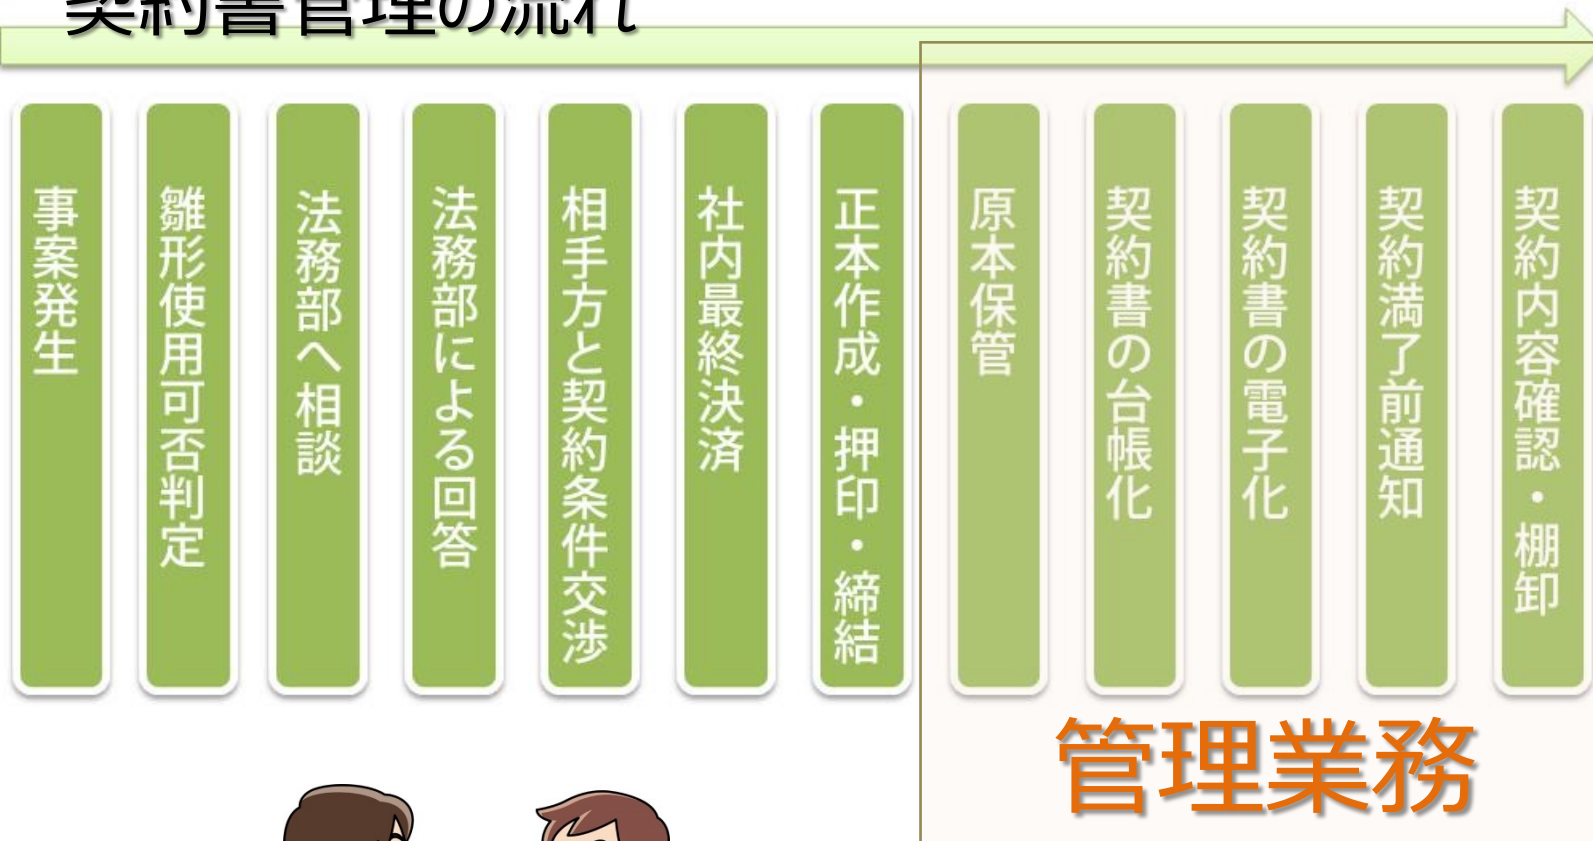 契約書管理の流れ
事案発生
雛形使用可否判定
法務部へ相談
法務部による回答
相手方と契約条件交渉
社内最終決済
正本作成・押印・締結
原本保管
契約書の台帳化
契約書の電子化
契約満了前通知
契約内容確認・棚卸
管理業務